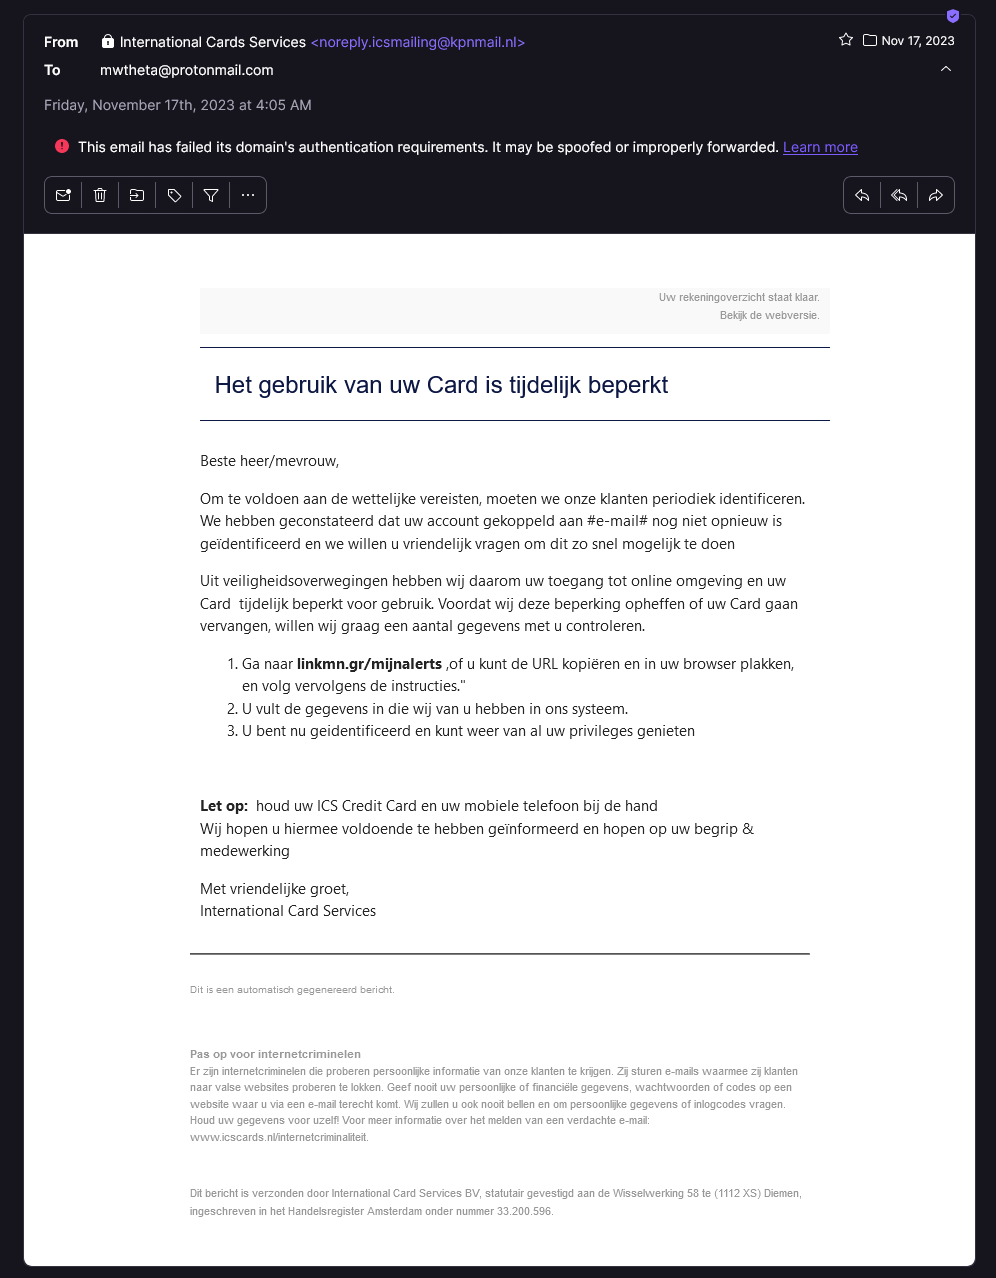 From International Cards Services <noreply.icsmailing@kpnmail.nl> Nov 17, 2023
To mwtheta@protonmail.com
Friday, November 17th, 2023 at 4:05 AM
This email has failed its domain's authentication requirements. It may be spoofed or improperly forwarded. Learn more
Uw rekeningoverzicht staat klaar.
Bekijk de webversie.
Het gebruik van uw Card is tijdelijk beperkt
Beste heer/mevrouw,
Om te voldoen aan de wettelijke vereisten, moeten we onze klanten periodiek identificeren.
We hebben geconstateerd dat uw account gekoppeld aan #e-mail# nog niet opnieuw is
geïdentificeerd en we willen u vriendelijk vragen om dit zo snel mogelijk te doen
Uit veiligheidsoverwegingen hebben wij daarom uw toegang tot online omgeving en uw
Card  tijdelijk beperkt voor gebruik. Voordat wij deze beperking opheffen of uw Card gaan
vervangen, willen wij graag een aantal gegevens met u controleren.
1. Ga naar linkmn.gr/mijnalerts ,of u kunt de URL kopiëren en in uw browser plakken,
en volg vervolgens de instructies."
2. U vult de gegevens in die wij van u hebben in ons systeem.
3. U bent nu geidentificeerd en kunt weer van al uw privileges genieten
Let op:  houd uw ICS Credit Card en uw mobiele telefoon bij de hand
Wij hopen u hiermee voldoende te hebben geïnformeerd en hopen op uw begrip &
medewerking
Met vriendelijke groet,
International Card Services
Dit is een automatisch gegenereerd bericht.
Pas op voor internetcriminelen
Er zijn internetcriminelen die proberen persoonlijke informatie van onze klanten te krijgen. Zij sturen e-mails waarmee zij klanten
naar valse websites proberen te lokken. Geef nooit uw persoonlijke of financiële gegevens, wachtwoorden of codes op een
website waar u via een e-mail terecht komt. Wij zullen u ook nooit bellen en om persoonlijke gegevens of inlogcodes vragen.
Houd uw gegevens voor uzelf! Voor meer informatie over het melden van een verdachte e-mail:
www.icscards.nl/internetcriminaliteit.
Dit bericht is verzonden door International Card Services BV, statutair gevestigd aan de Wisselwerking 58 te (1112 XS) Diemen,
ingeschreven in het Handelsregister Amsterdam onder nummer 33.200.596.